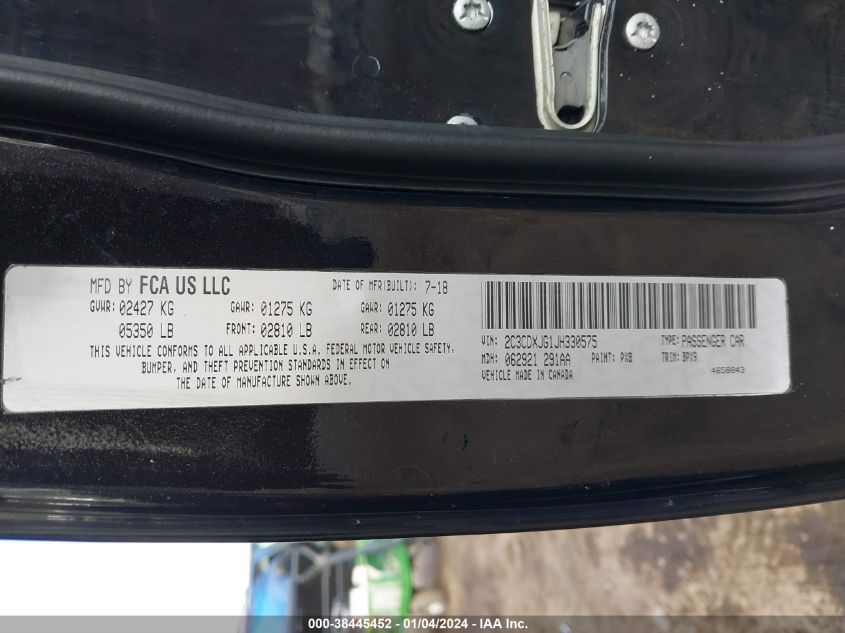 MFD BY FCA US LLC DATE OF MFR(BUILT): 7-18
GVWR: 02427 KG GAWR: 01275 KG GAWR: 01275 KG
05350 LB FRONT: 02810 LB REAR: 02810 LB
THIS VEHICLE CONFORMS TO ALL APPLICABLE U.S.A. FEDERAL MOTOR VEHICLE SAFETY,
BUMPER, AND THEFT PREVENTION STANDARDS IN EFFECT ON
THE DATE OF MANUFACTURE SHOWN ABOVE.
VIN: 2C3CDXJG1JH330575 TYPE: PASSENGER CAR
MDH: 062921 291AA PAINT: PX8 TRIM: BPX9
VEHICLE MADE IN CANADA 4658843
000-38445452 - 01/04/2024 - IAA Inc.